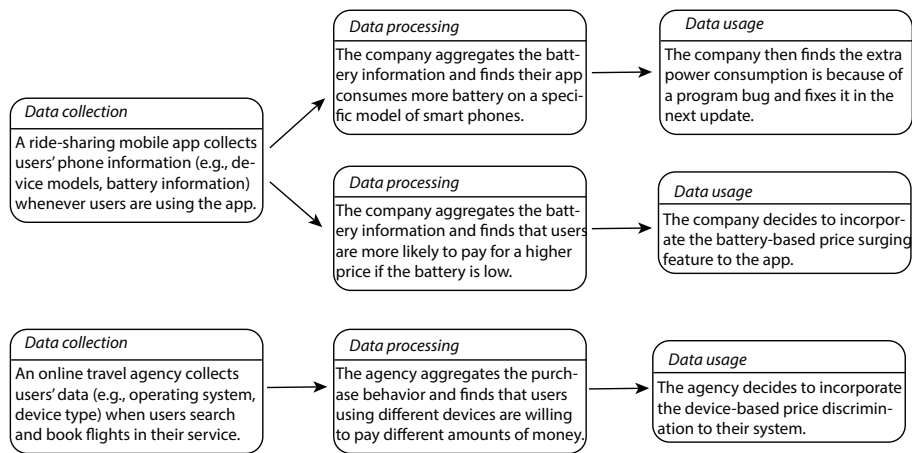 Data collection
A ride-sharing mobile app collects
users' phone information (e.g., de-
vice models, battery information)
whenever users are using the app.
Data processing
The company aggregates the batt-
ery information and finds their app
consumes more battery on a speci-
fic model of smart phones.
Data usage
The company then finds the extra
power consumption is because of
a program bug and fixes it in the
next update.
Data processing
The company aggregates the batt-
ery information and finds that users
are more likely to pay for a higher
price if the battery is low.
Data usage
The company decides to incorpor-
ate the battery-based price surging
feature to the app.
Data collection
An online travel agency collects
users' data (e.g., operating system,
device type) when users search
and book flights in their service.
Data processing
The agency aggregates the purch-
ase behavior and finds that users
using different devices are willing
to pay different amounts of money.
Data usage
The agency decides to incorporate
the device-based price discrimin-
ation to their system.